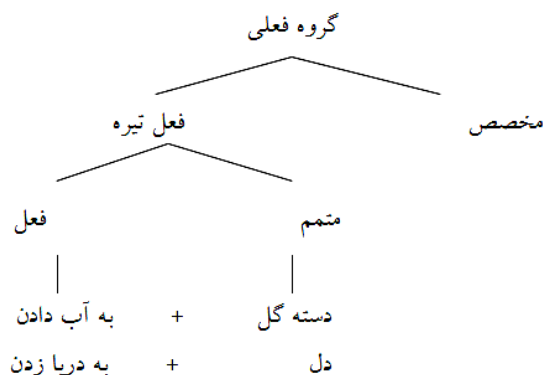 گروه فعلی
مخصص فعل تیره
متمم فعل
دسته گل + به آب دادن
دل + به دریا زدن